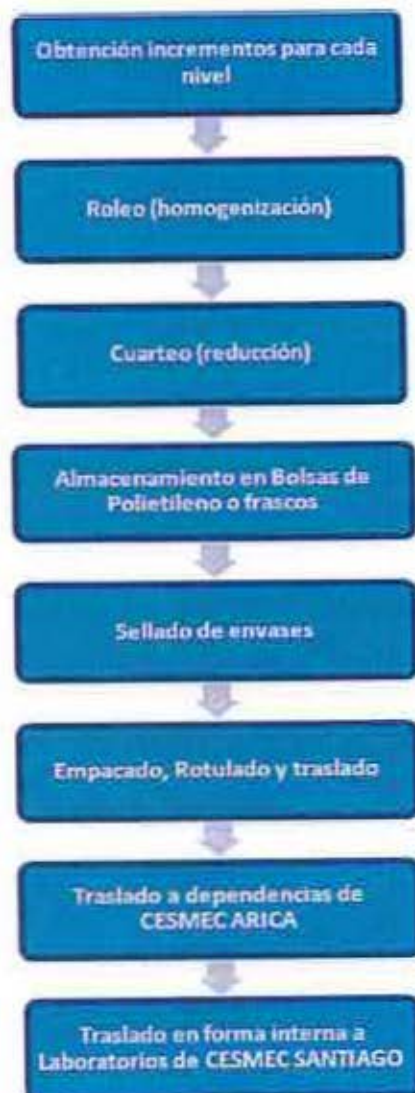 Obtención incrementos para cada
nivel
Roleo (homogenización)
Cuarteo (reducción)
Almacenamiento en Bolsas de
Polietileno o frascos
Sellado de envases
Empacado, Rotulado y traslado
Traslado a dependencias de
CESMEC ARICA
Traslado en forma interna a
Laboratorios de CESMEC SANTIAGO